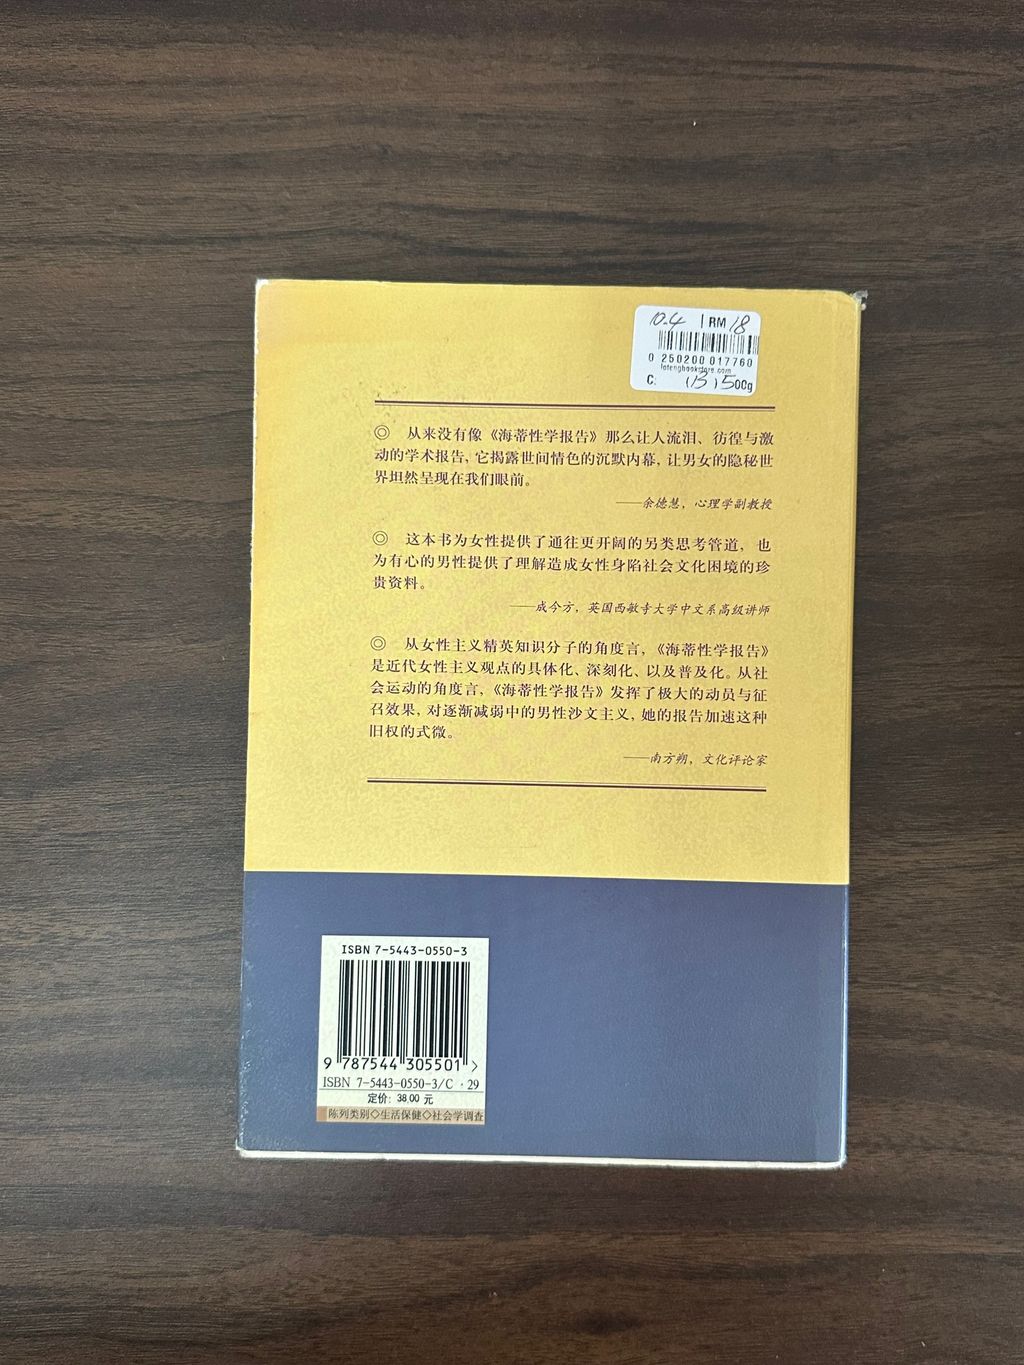 10.4 | RM 18
0 250200 017760
lotengbookstore.com
C. (13) 500g
◎ 从来没有像《海蒂性学报告》那么让人流泪、彷徨与激
动的学术报告，它揭露世间情色的沉默内幕，让男女的隐秘世
界坦然呈现在我们眼前。
——余德慧，心理学副教授
◎ 这本书为女性提供了通往更开阔的另类思考管道，也
为有心的男性提供了理解造成女性身陷社会文化困境的珍
贵资料。
——成令方，英国西敏寺大学中文系高级讲师
◎ 从女性主义精英知识分子的角度言，《海蒂性学报告》
是近代女性主义观点的具体化、深刻化、以及普及化。从社
会运动的角度言，《海蒂性学报告》发挥了极大的动员与征
召效果，对逐渐减弱中的男性沙文主义，她的报告加速这种
旧权的式微。
——南方朔，文化评论家
ISBN 7-5443-0550-3
9 787544 305501 >
ISBN 7-5443-0550-3/C·29
定价：38.00 元
陈列类别◇生活保健◇社会学调查